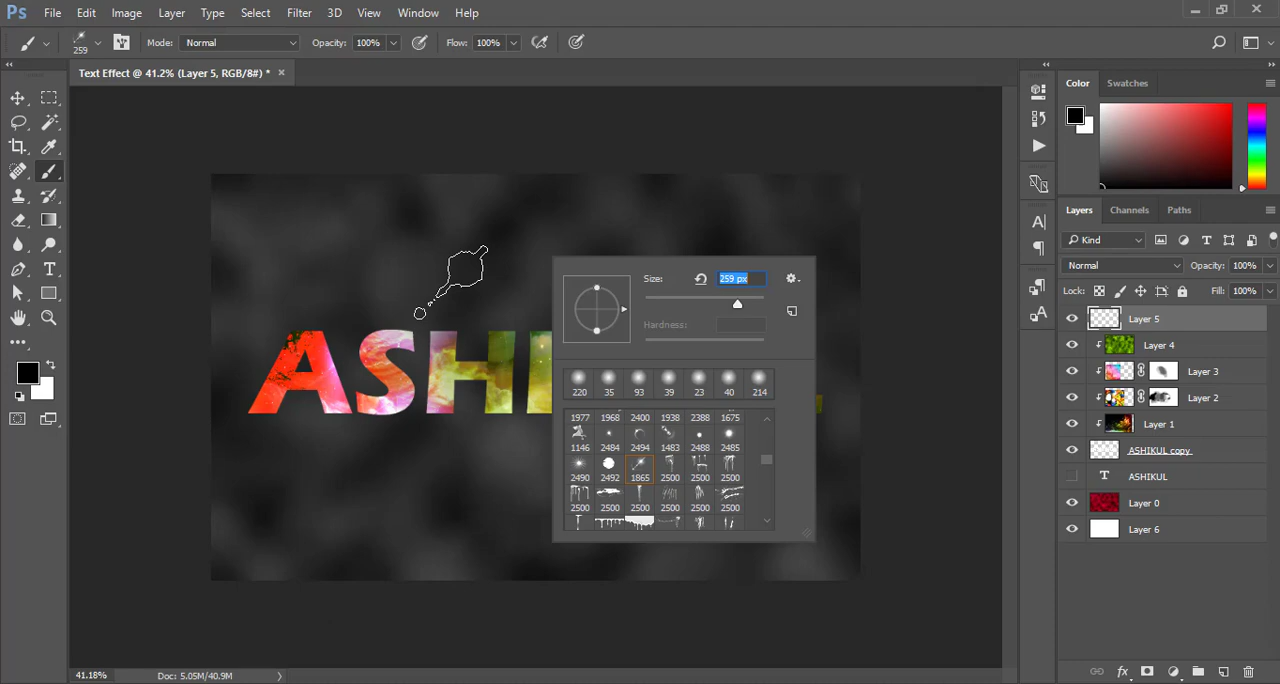 Ps File Edit Image Layer Type Select Filter 3D View Window Help
259 Mode: Normal Opacity: 100% Flow: 100%
Text Effect @ 41.2% (Layer 5, RGB/8#) * ×
Color Swatches
Layers Channels Paths
Kind
Normal Opacity: 100%
Lock: Fill: 100%
Layer 5
Layer 4
Layer 3
Layer 2
Layer 1
ASHIKUL copy
ASHIKUL
Layer 0
Layer 6
ASHI
Size: 259 px
Hardness:
220 35 93 39 23 40 214
1977 1968 2400 1938 2388 1675
1146 2484 2494 1483 2488 2485
2490 2492 1865 2500 2500 2500
2500 2500 2500 2500 2500 2500
41.18% Doc: 5.05M/40.9M